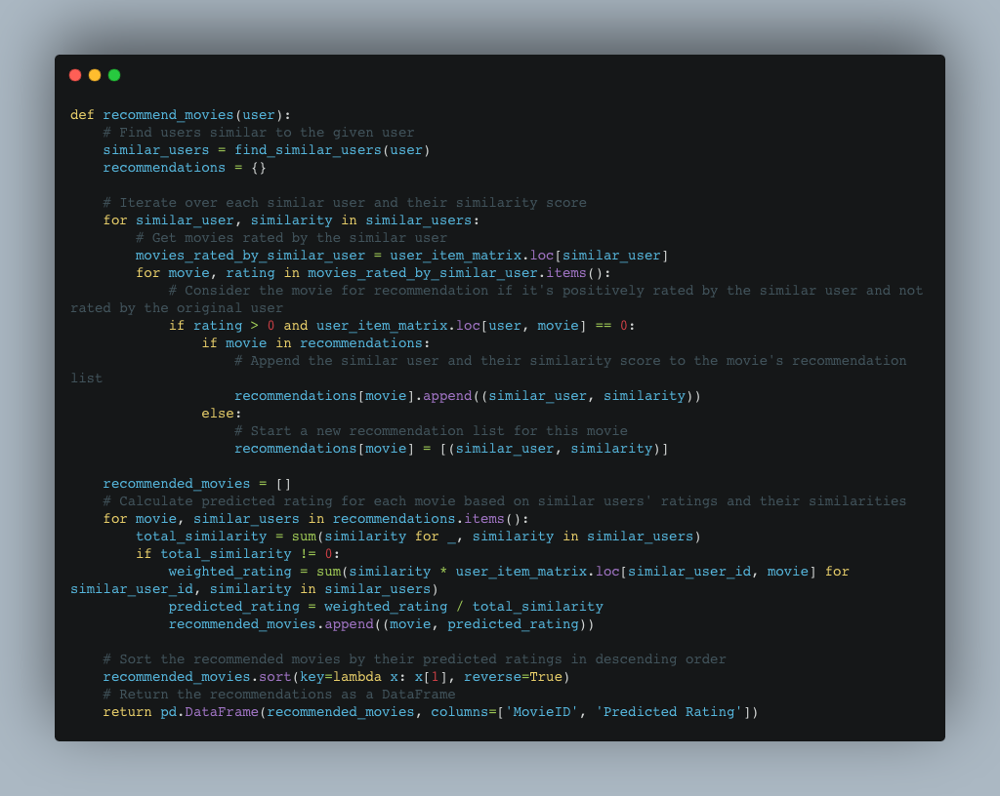 def recommend_movies(user):
    # Find users similar to the given user
    similar_users = find_similar_users(user)
    recommendations = {}

    # Iterate over each similar user and their similarity score
    for similar_user, similarity in similar_users:
        # Get movies rated by the similar user
        movies_rated_by_similar_user = user_item_matrix.loc[similar_user]
        for movie, rating in movies_rated_by_similar_user.items():
            # Consider the movie for recommendation if it's positively rated by the similar user and not
rated by the original user
            if rating > 0 and user_item_matrix.loc[user, movie] == 0:
                if movie in recommendations:
                    # Append the similar user and their similarity score to the movie's recommendation
list
                    recommendations[movie].append((similar_user, similarity))
                else:
                    # Start a new recommendation list for this movie
                    recommendations[movie] = [(similar_user, similarity)]

    recommended_movies = []
    # Calculate predicted rating for each movie based on similar users' ratings and their similarities
    for movie, similar_users in recommendations.items():
        total_similarity = sum(similarity for _, similarity in similar_users)
        if total_similarity != 0:
            weighted_rating = sum(similarity * user_item_matrix.loc[similar_user_id, movie] for
similar_user_id, similarity in similar_users)
            predicted_rating = weighted_rating / total_similarity
            recommended_movies.append((movie, predicted_rating))

    # Sort the recommended movies by their predicted ratings in descending order
    recommended_movies.sort(key=lambda x: x[1], reverse=True)
    # Return the recommendations as a DataFrame
    return pd.DataFrame(recommended_movies, columns=['MovieID', 'Predicted Rating'])